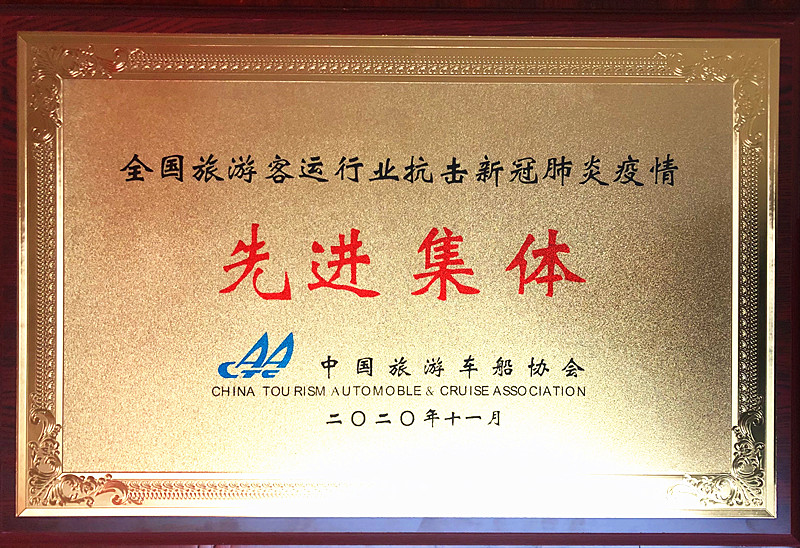 全国旅游客运行业抗击新冠肺炎疫情
先进集体
CTC 中国旅游车船协会
CHINA TOURISM AUTOMOBLE & CRUISE ASSOCIATION
二〇二〇年十一月